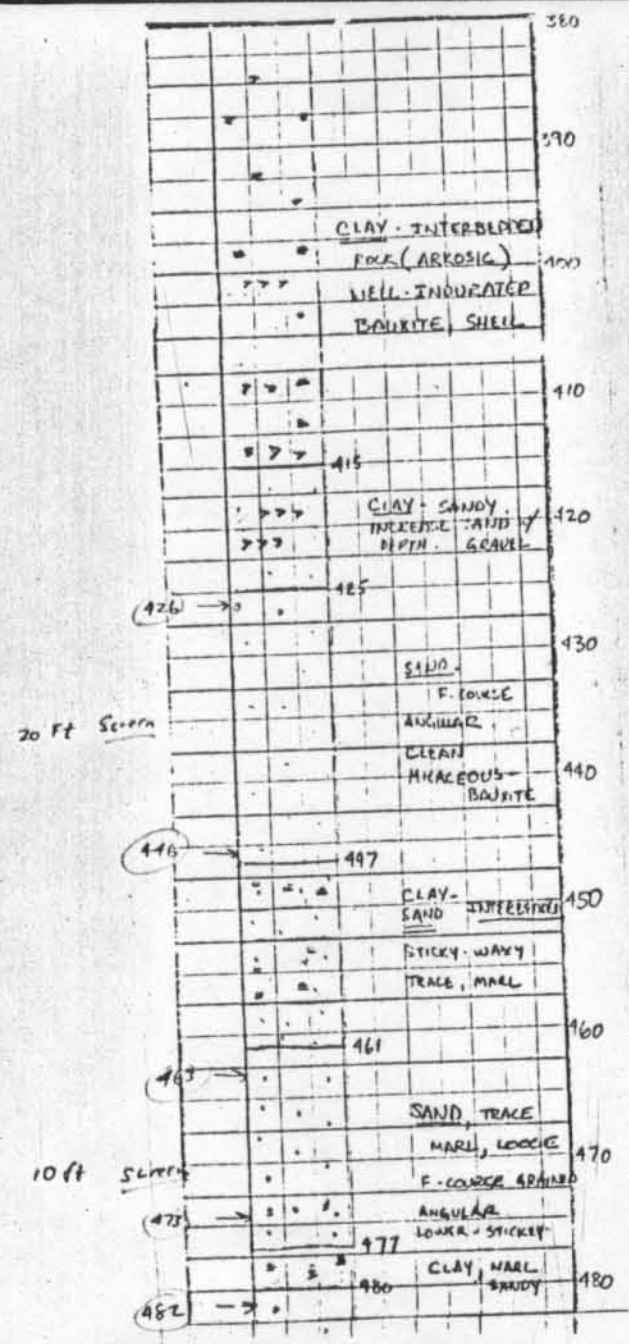 380
390
CLAY - INTERBEDDED
ROCK (ARKOSIC)
400
WELL-INDURATED
BAUXITE, SHELL
410
415
CLAY - SANDY
INCREASE SAND W/
420
DEPTH. GRAVEL
425
426
430
SAND -
F. COURSE
20 Ft Screen
ANGULAR
CLEAN
440
MICACEOUS -
BAUXITE
446
447
CLAY -
450
SAND INTERBEDDED
STICKY-WAXY
TRACE, MARL
460
461
463
SAND, TRACE
MARL, LOOSE
470
10 ft Screen
F-COURSE GRAINED
473
ANGULAR
LOWER-STICKEY
477
CLAY, MARL
SANDY
480
480
482